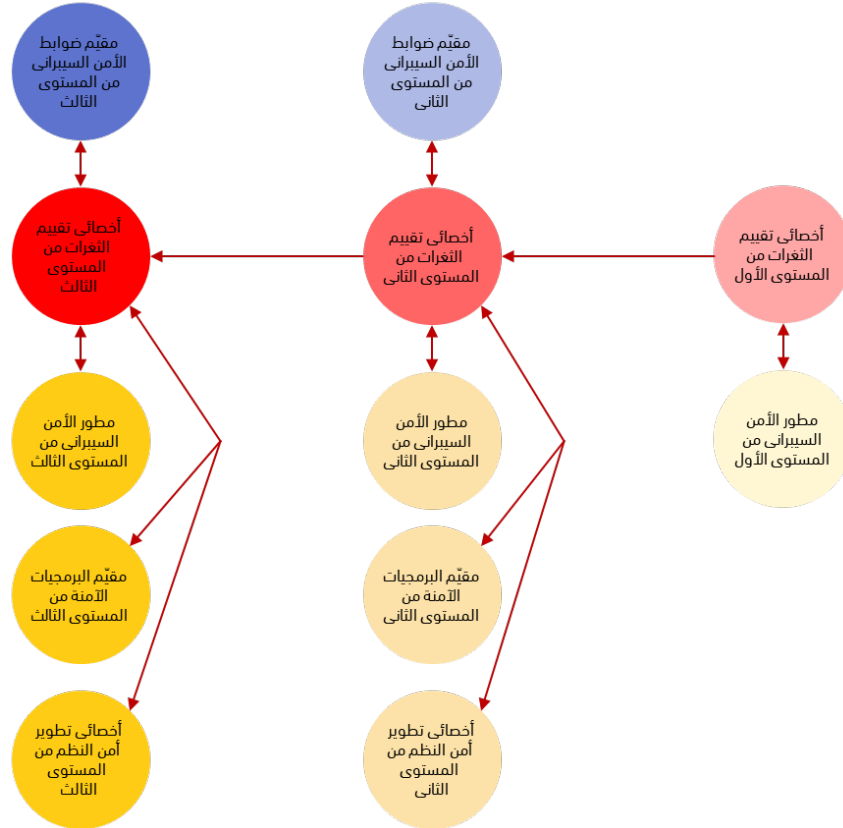 مقيّم ضوابط
الأمن السيبراني
من المستوى
الثاني
مقيّم ضوابط
الأمن السيبراني
من المستوى
الثالث
أخصائي تقييم
الثغرات من
المستوى الأول
أخصائي تقييم
الثغرات من
المستوى الثاني
أخصائي تقييم
الثغرات من
المستوى
الثالث
مطور الأمن
السيبراني من
المستوى الأول
مطور الأمن
السيبراني من
المستوى الثاني
مطور الأمن
السيبراني من
المستوى الثالث
مقيّم البرمجيات
الآمنة من
المستوى الثاني
مقيّم البرمجيات
الآمنة من
المستوى الثالث
أخصائي تطوير
أمن النظم من
المستوى
الثاني
أخصائي تطوير
أمن النظم من
المستوى
الثالث